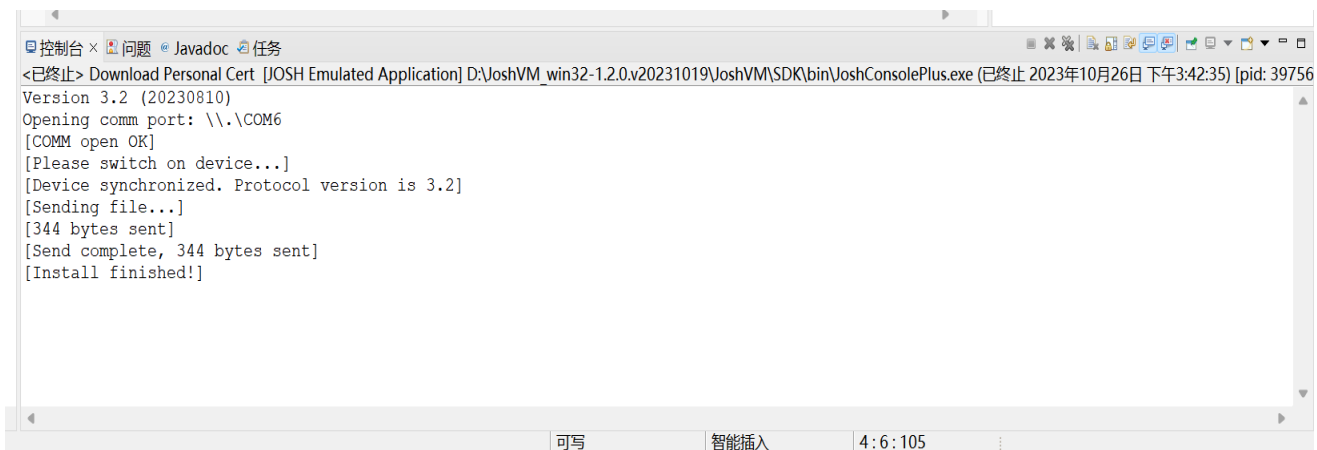 控制台 问题 @ Javadoc 任务
<已终止> Download Personal Cert [JOSH Emulated Application] D:\JoshVM_win32-1.2.0.v20231019\JoshVM\SDK\bin\JoshConsolePlus.exe (已终止 2023年10月26日 下午3:42:35) [pid: 39756
Version 3.2 (20230810)
Opening comm port: \\.\COM6
[COMM open OK]
[Please switch on device...]
[Device synchronized. Protocol version is 3.2]
[Sending file...]
[344 bytes sent]
[Send complete, 344 bytes sent]
[Install finished!]
可写 智能插入 4:6:105